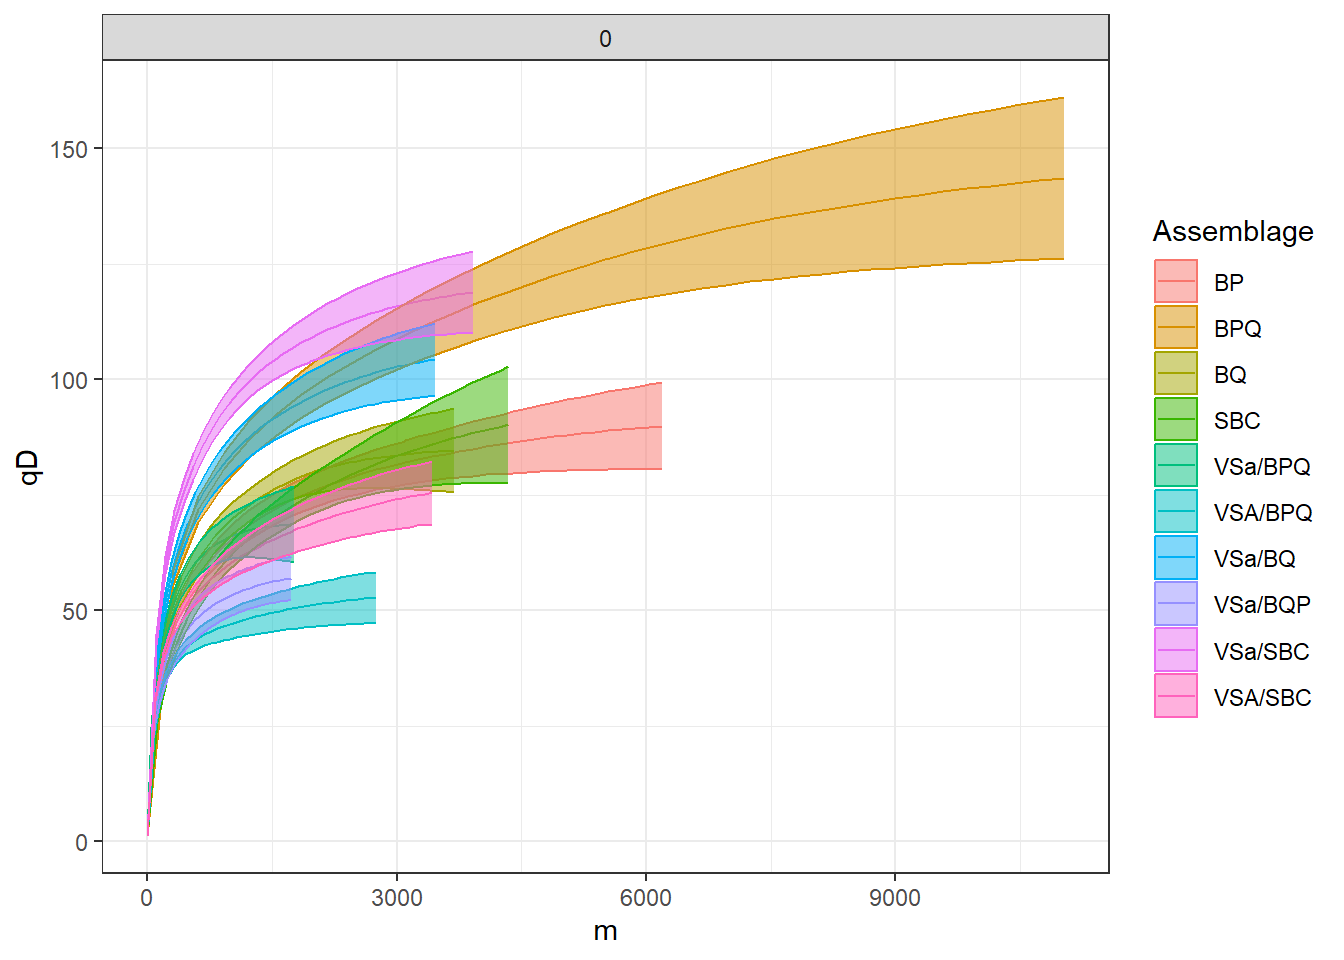 0
150
100
50
0
qD
0
3000
6000
9000
m
Assemblage
BP
BPQ
BQ
SBC
VSa/BPQ
VSA/BPQ
VSa/BQ
VSa/BQP
VSa/SBC
VSA/SBC